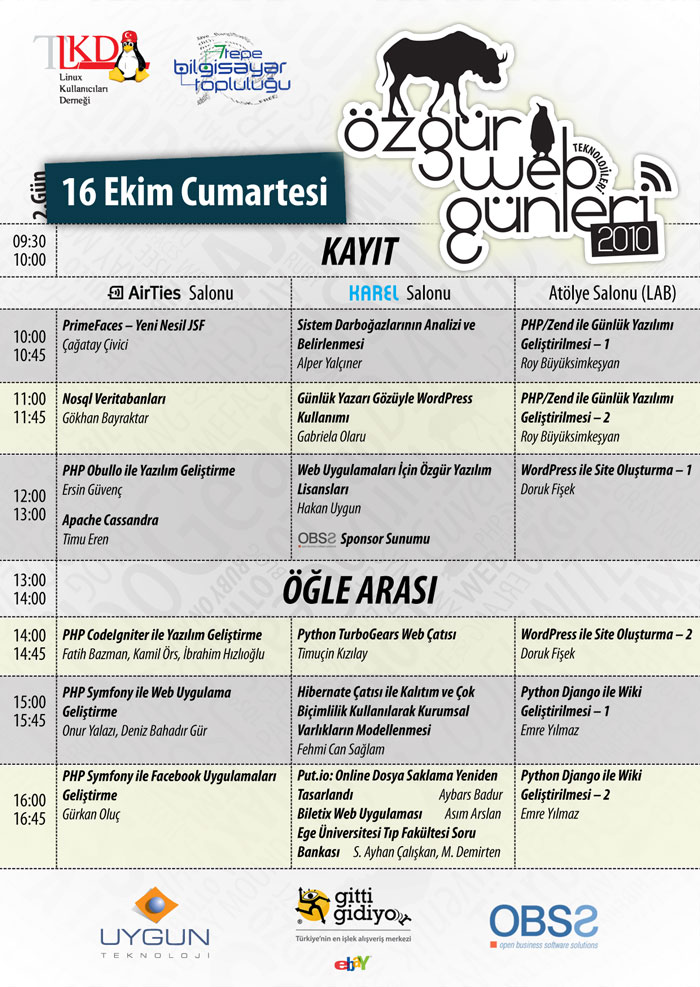 TLKD
Linux
Kullanıcıları
Derneği
7tepe
bilgisayar
topluluğu
özgür
web
TEKNOLOJİLERİ
günleri
2010
2. Gün
16 Ekim Cumartesi
09:30
10:00
KAYIT
AirTies Salonu
KAREL Salonu
Atölye Salonu (LAB)
10:00
10:45
PrimeFaces – Yeni Nesil JSF
Çağatay Çivici
Sistem Darboğazlarının Analizi ve
Belirlenmesi
Alper Yalçıner
PHP/Zend ile Günlük Yazılımı
Geliştirilmesi – 1
Roy Büyüksimkeşyan
11:00
11:45
Nosql Veritabanları
Gökhan Bayraktar
Günlük Yazarı Gözüyle WordPress
Kullanımı
Gabriela Olaru
PHP/Zend ile Günlük Yazılımı
Geliştirilmesi – 2
Roy Büyüksimkeşyan
12:00
13:00
PHP Obullo ile Yazılım Geliştirme
Ersin Güvenç
Apache Cassandra
Timu Eren
Web Uygulamaları İçin Özgür Yazılım
Lisansları
Hakan Uygun
OBSS Sponsor Sunumu
WordPress ile Site Oluşturma – 1
Doruk Fişek
13:00
14:00
ÖĞLE ARASI
14:00
14:45
PHP CodeIgniter ile Yazılım Geliştirme
Fatih Bazman, Kamil Örs, İbrahim Hızlıoğlu
Python TurboGears Web Çatısı
Timuçin Kızılay
WordPress ile Site Oluşturma – 2
Doruk Fişek
15:00
15:45
PHP Symfony ile Web Uygulama
Geliştirme
Onur Yalazı, Deniz Bahadır Gür
Hibernate Çatısı ile Kalıtım ve Çok
Biçimlilik Kullanılarak Kurumsal
Varlıkların Modellenmesi
Fehmi Can Sağlam
Python Django ile Wiki
Geliştirilmesi – 1
Emre Yılmaz
16:00
16:45
PHP Symfony ile Facebook Uygulamaları
Geliştirme
Gürkan Oluç
Put.io: Online Dosya Saklama Yeniden
Tasarlandı Aybars Badur
Biletix Web Uygulaması Asım Arslan
Ege Üniversitesi Tıp Fakültesi Soru
Bankası S. Ayhan Çalışkan, M. Demirten
Python Django ile Wiki
Geliştirilmesi – 2
Emre Yılmaz
UYGUN
TEKNOLOJİ
gitti
gidiyor
Türkiye'nin en işlek alışveriş merkezi
ebay
OBSS
open business software solutions